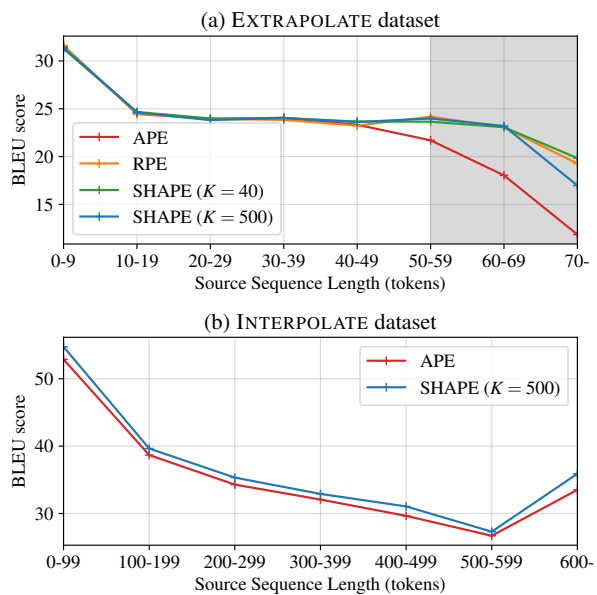 (a) EXTRAPOLATE dataset
30
25
20
15
BLEU score
APE
RPE
SHAPE (K = 40)
SHAPE (K = 500)
0-9 10-19 20-29 30-39 40-49 50-59 60-69 70-
Source Sequence Length (tokens)
(b) INTERPOLATE dataset
50
40
30
BLEU score
APE
SHAPE (K = 500)
0-99 100-199 200-299 300-399 400-499 500-599 600-
Source Sequence Length (tokens)